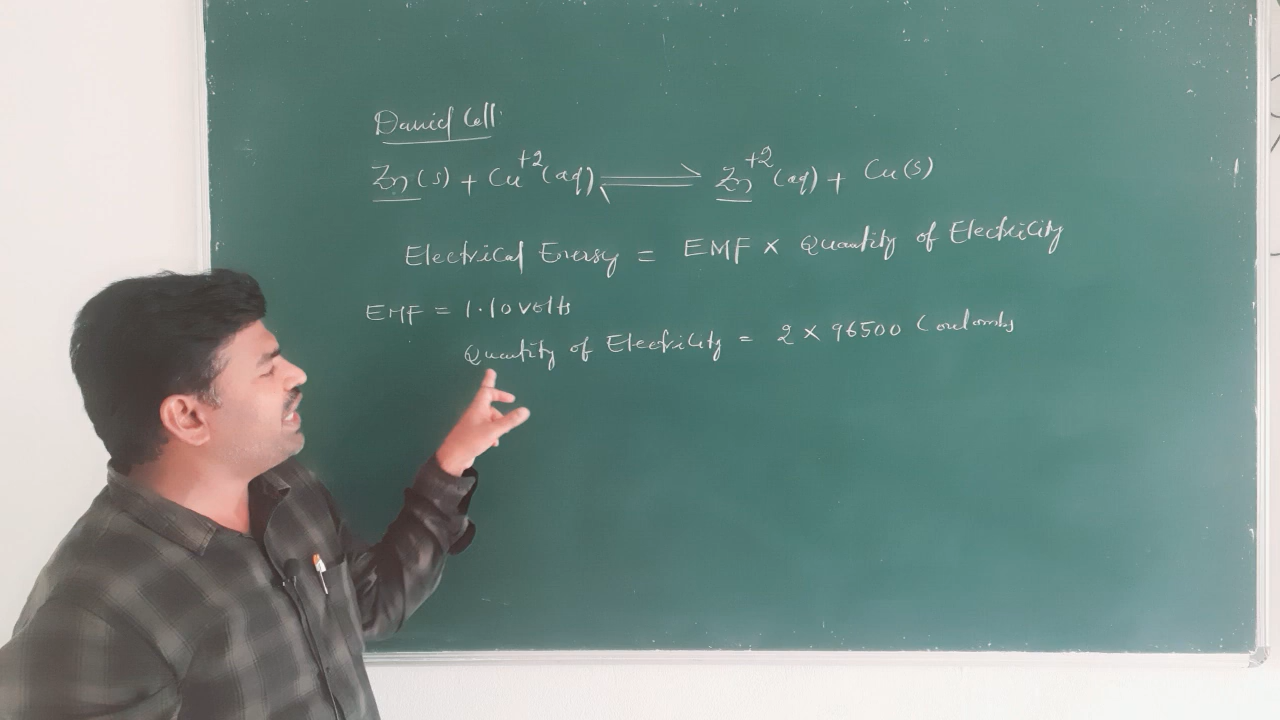 Daniel Cell:
Zn(s) + Cu⁺²(aq) ⇌ Zn⁺²(aq) + Cu(s)
Electrical Energy = EMF × Quantity of Electricity
EMF = 1.10 volts
Quantity of Electricity = 2 × 96500 Coulombs